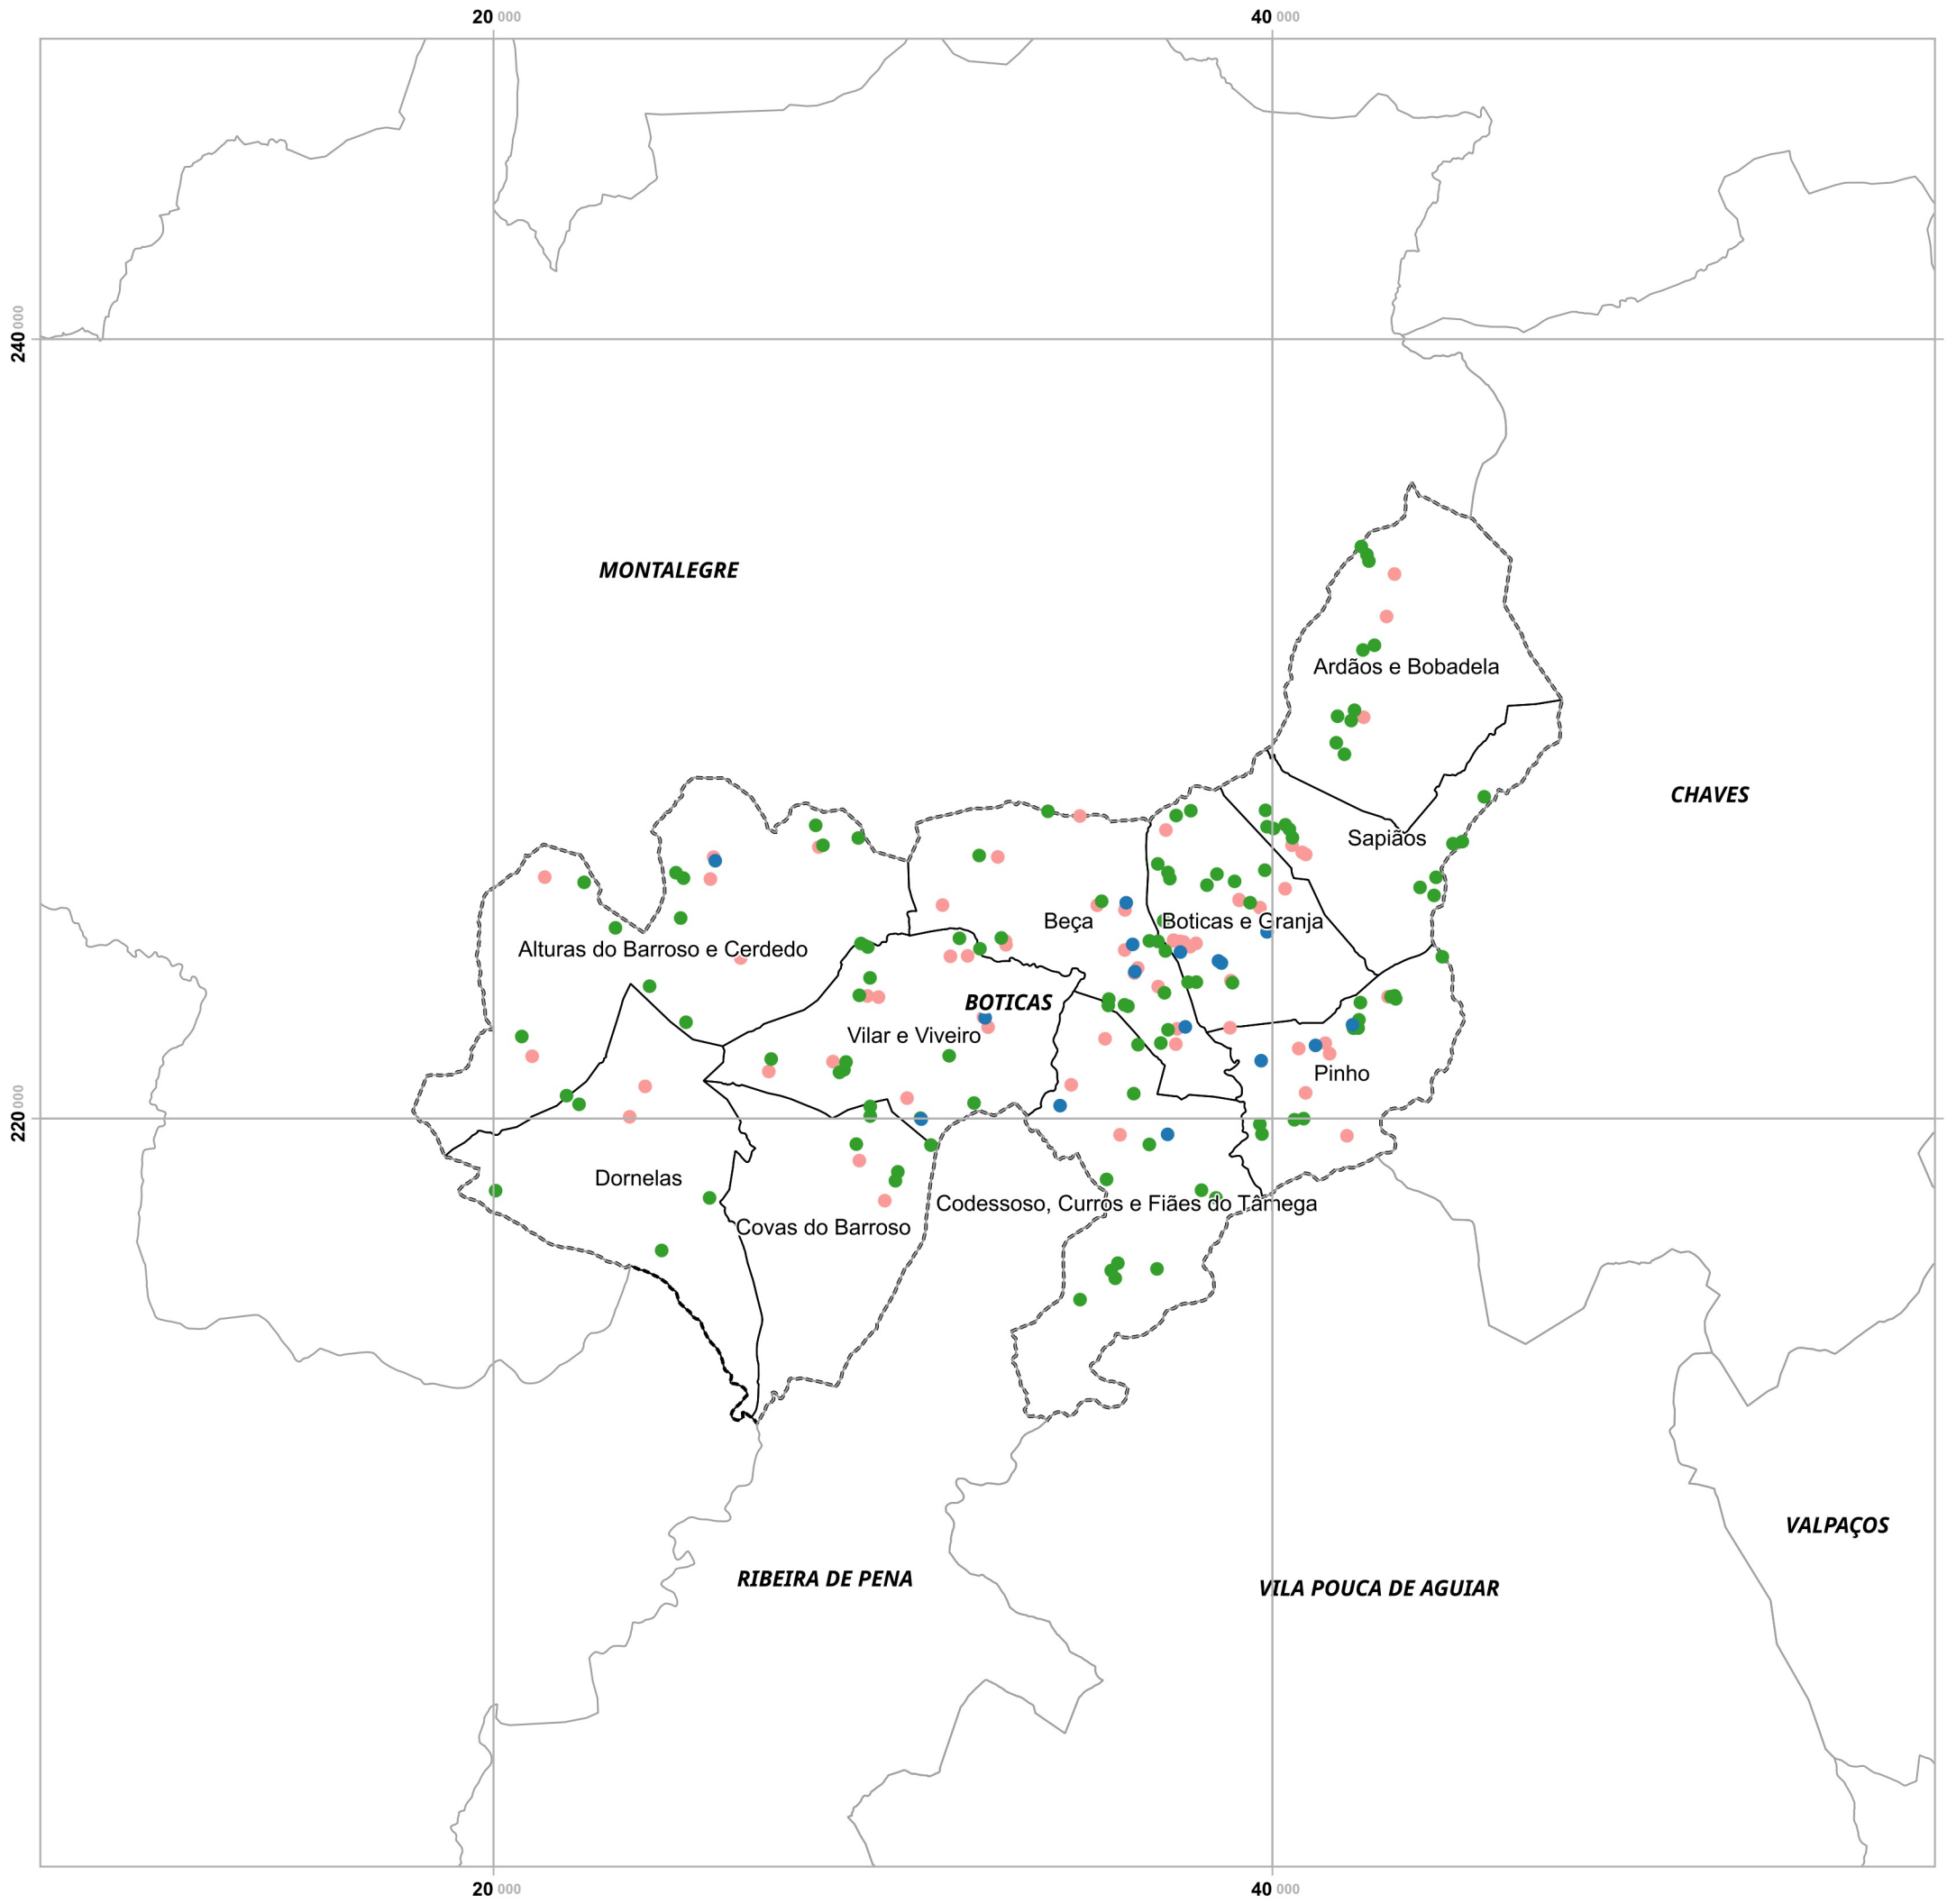 20 000
40 000
240 000
MONTALEGRE
Ardãos e Bobadela
CHAVES
Sapiãos
Beça
Boticas e Granja
Alturas do Barroso e Cerdedo
BOTICAS
Vilar e Viveiro
Pinho
220 000
Dornelas
Codessoso, Curros e Fiães do Tâmega
Covas do Barroso
VALPAÇOS
RIBEIRA DE PENA
VILA POUCA DE AGUIAR
20 000
40 000